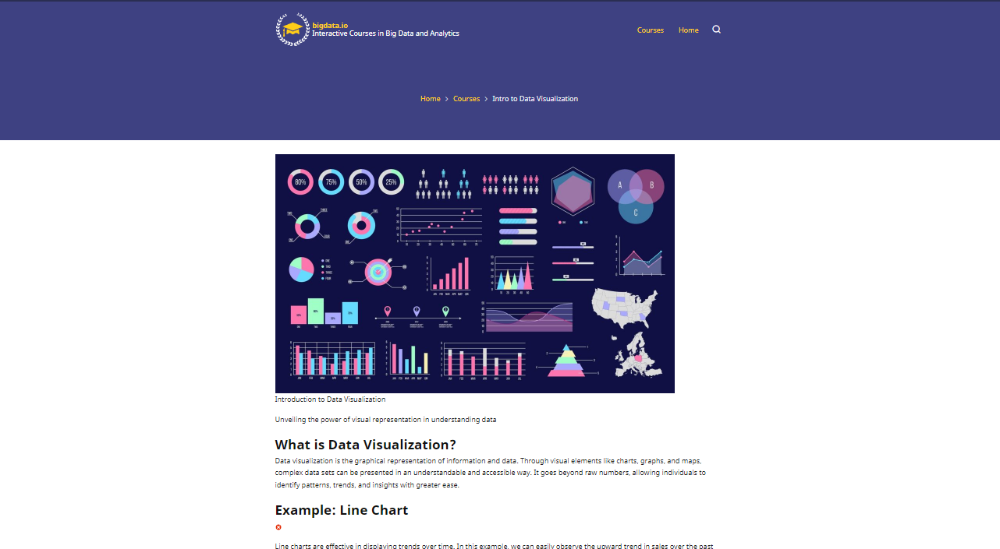 bigdata.io
Interactive Courses in Big Data and Analytics
Courses Home
Home > Courses > Intro to Data Visualization
80% 75% 50% 25%
A B
C
Introduction to Data Visualization
Unveiling the power of visual representation in understanding data
What is Data Visualization?
Data visualization is the graphical representation of information and data. Through visual elements like charts, graphs, and maps,
complex data sets can be presented in an understandable and accessible way. It goes beyond raw numbers, allowing individuals to
identify patterns, trends, and insights with greater ease.
Example: Line Chart
Line charts are effective in displaying trends over time. In this example, we can easily observe the upward trend in sales over the past